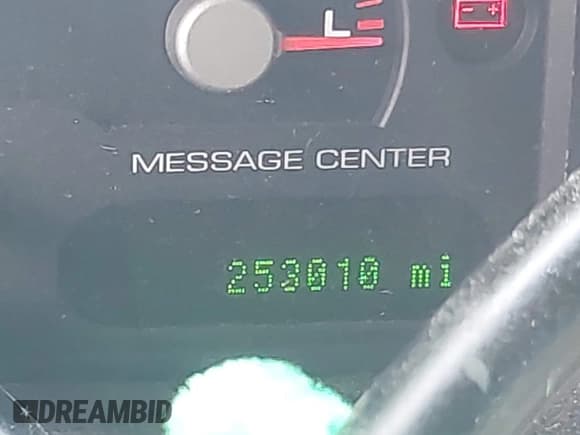 L
MESSAGE CENTER
253010 mi
DREAMBID